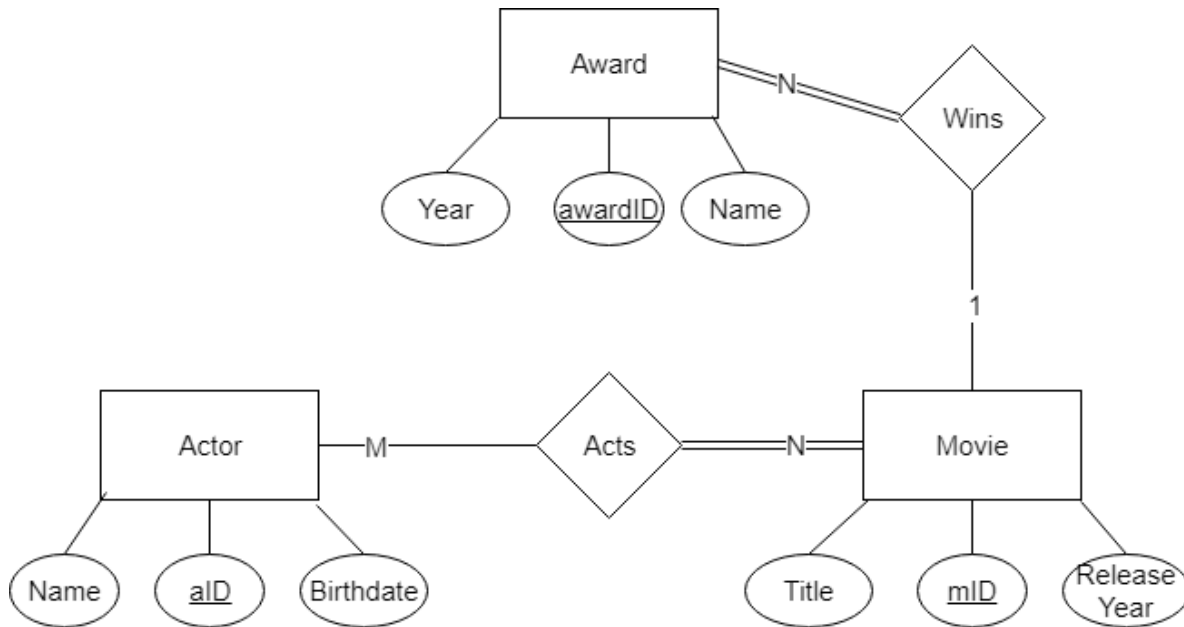 Award
N
Wins
Year
awardID
Name
1
Actor
M
Acts
N
Movie
Name
aID
Birthdate
Title
mID
Release
Year